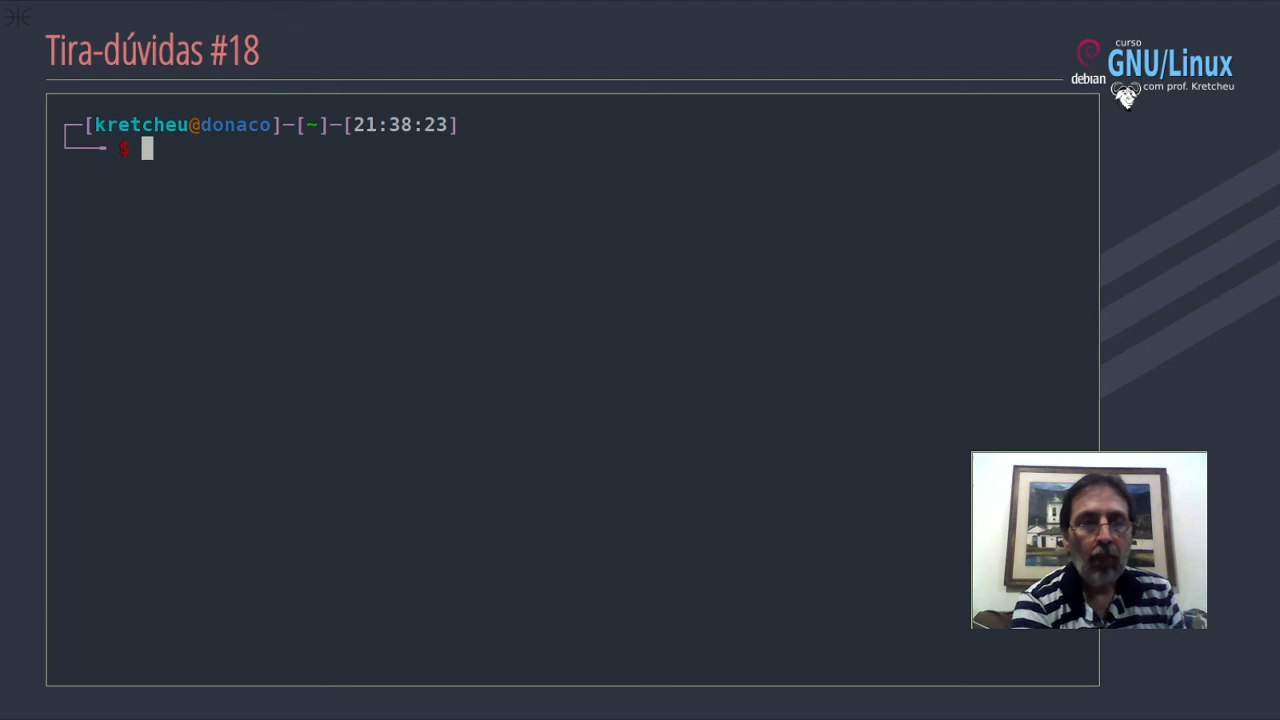 Tira-dúvidas #18
curso
GNU/Linux
debian
com prof. Kretcheu
[kretcheu@donaco]-[~]-[21:38:23]
$